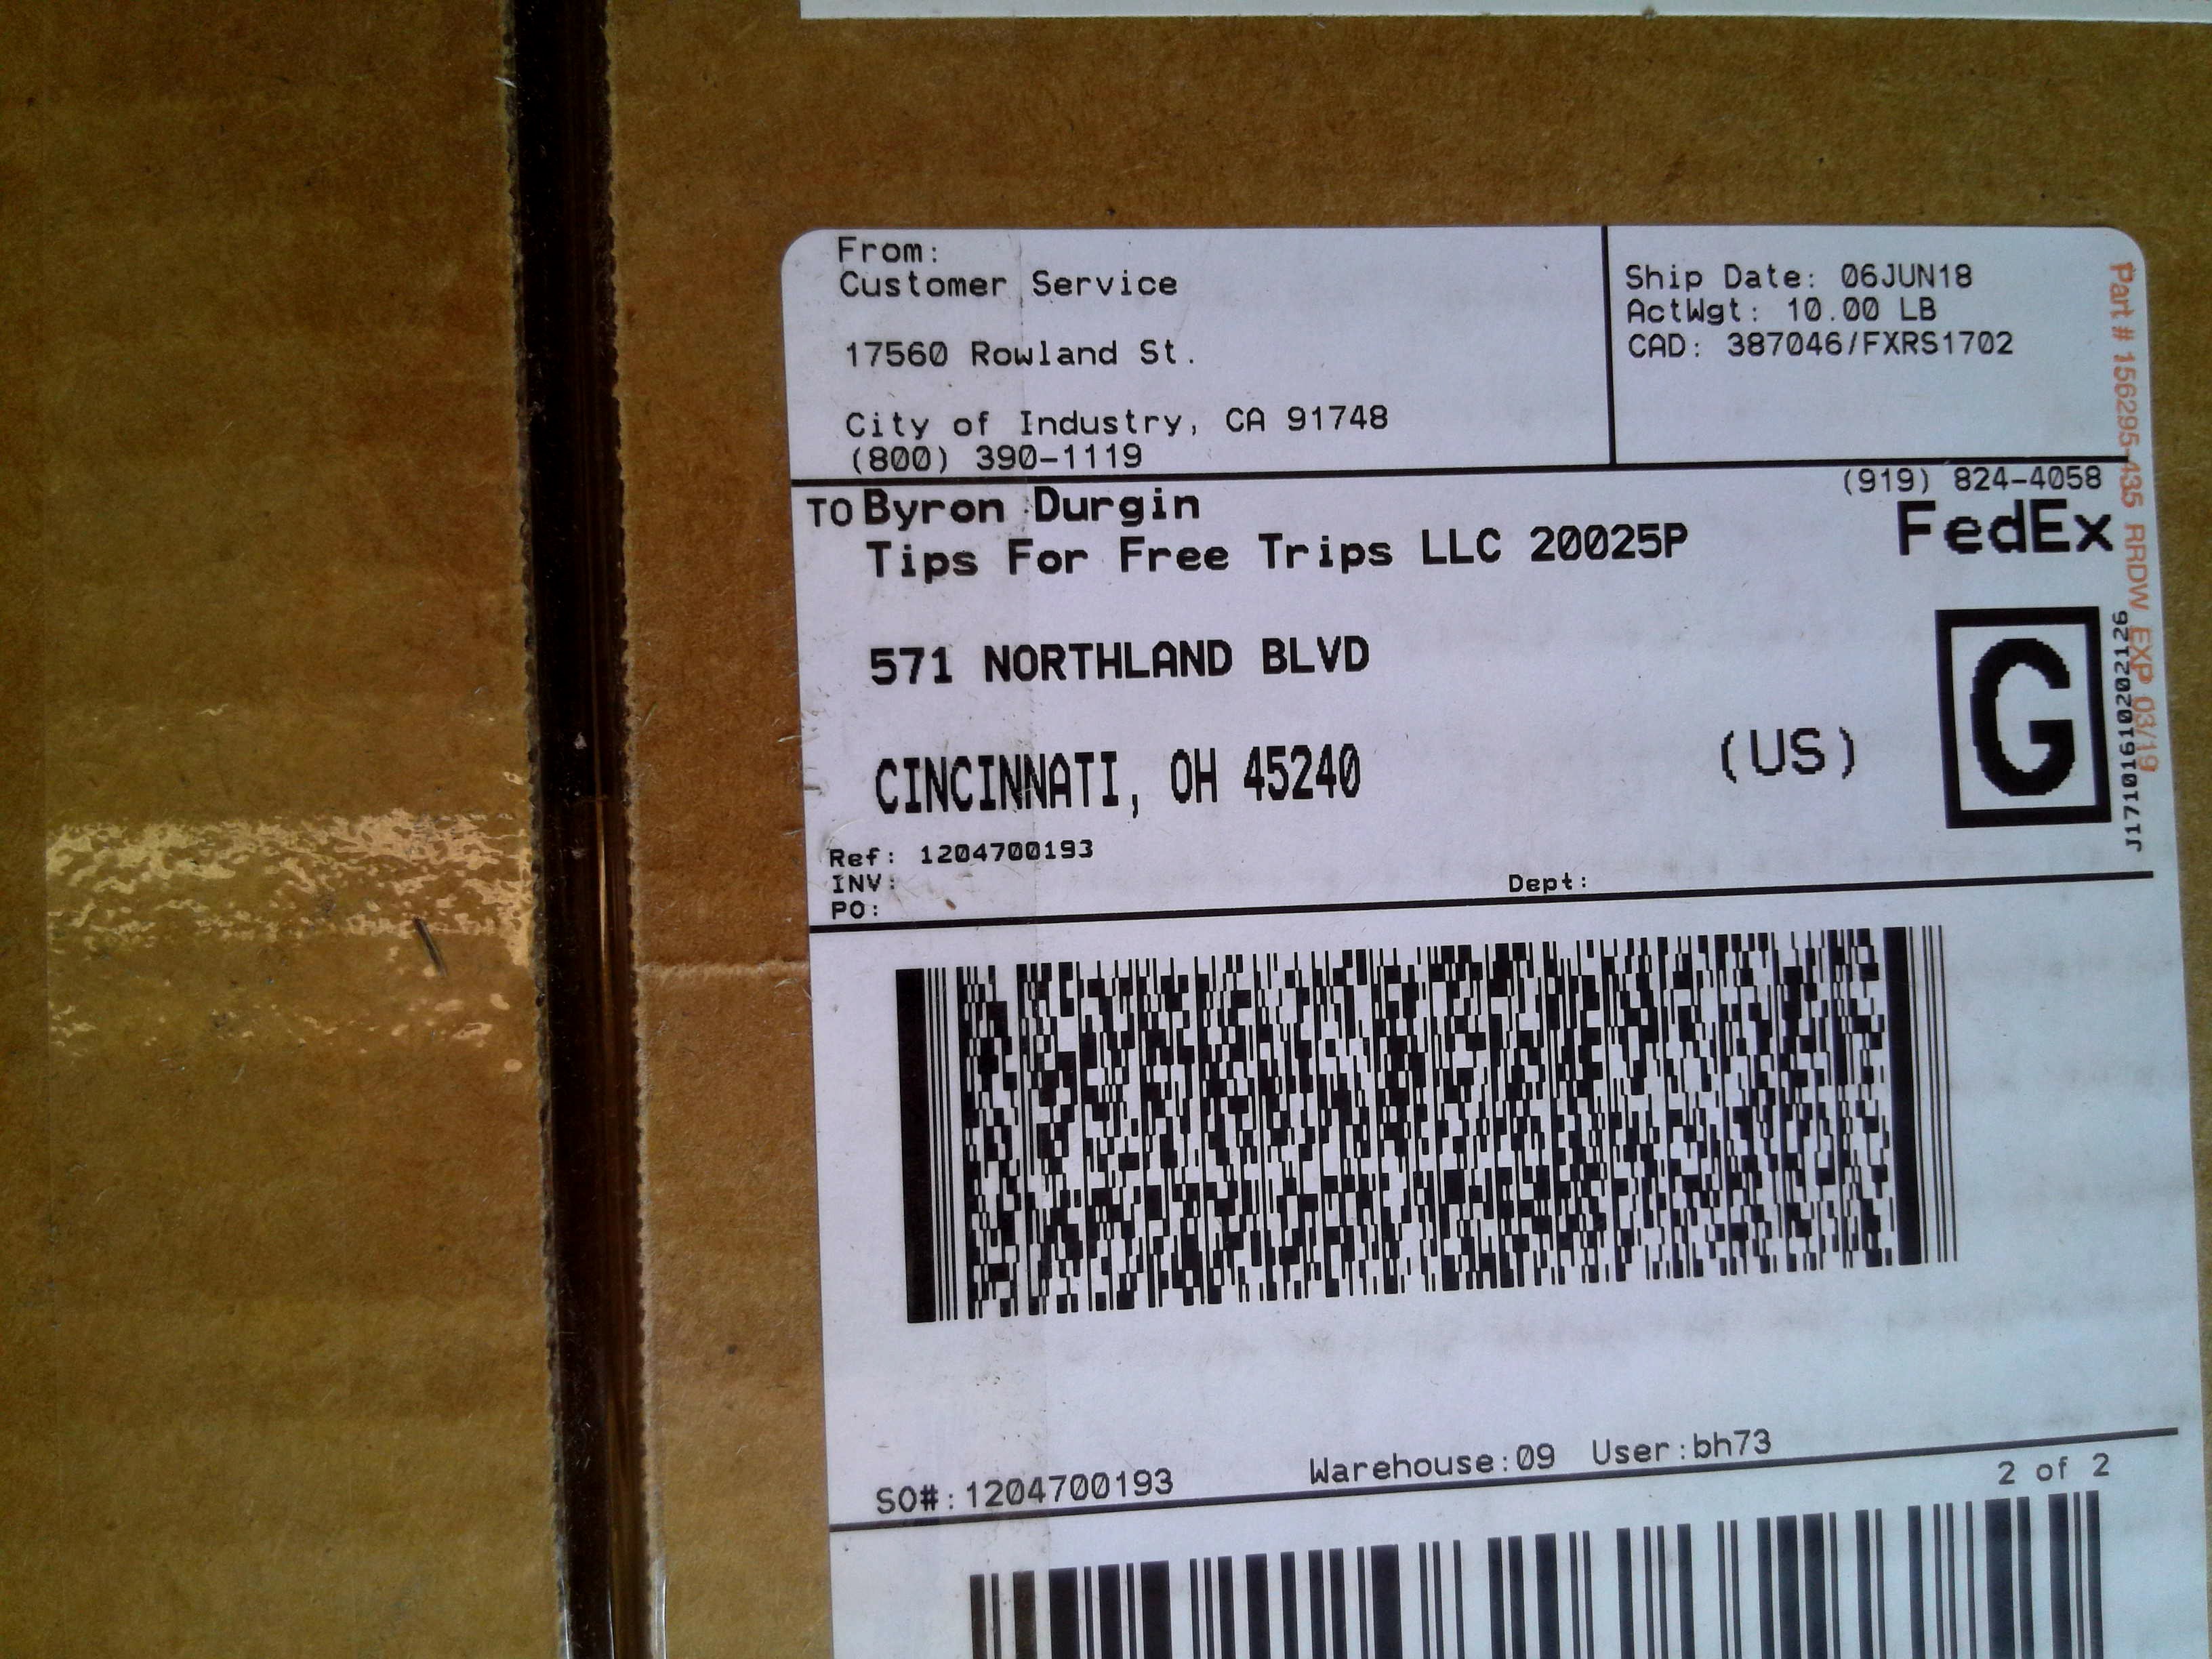 From:
Customer Service
17560 Rowland St.
City of Industry, CA 91748
(800) 390-1119
Ship Date: 06JUN18
ActWgt: 10.00 LB
CAD: 387046/FXRS1702
(919) 824-4058
TO Byron Durgin
Tips For Free Trips LLC 20025P
571 NORTHLAND BLVD
CINCINNATI, OH 45240
(US)
FedEx
G
J171016102022126
Part # 156295-435 RRDW EXP 03/19
Ref: 1204700193
INV:
PO:
Dept:
SO#:1204700193
Warehouse:09 User:bh73
2 of 2